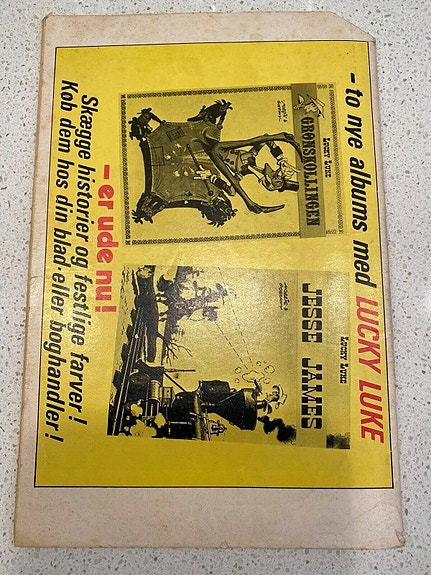 – to nye albums med LUCKY LUKE
LUCKY LUKE
GRØNSKOLLINGEN
LUCKY LUKE
JESSE JAMES
– er ude nu!
Skægge historier og festlige farver!
Køb dem hos din blad- eller boghandler!